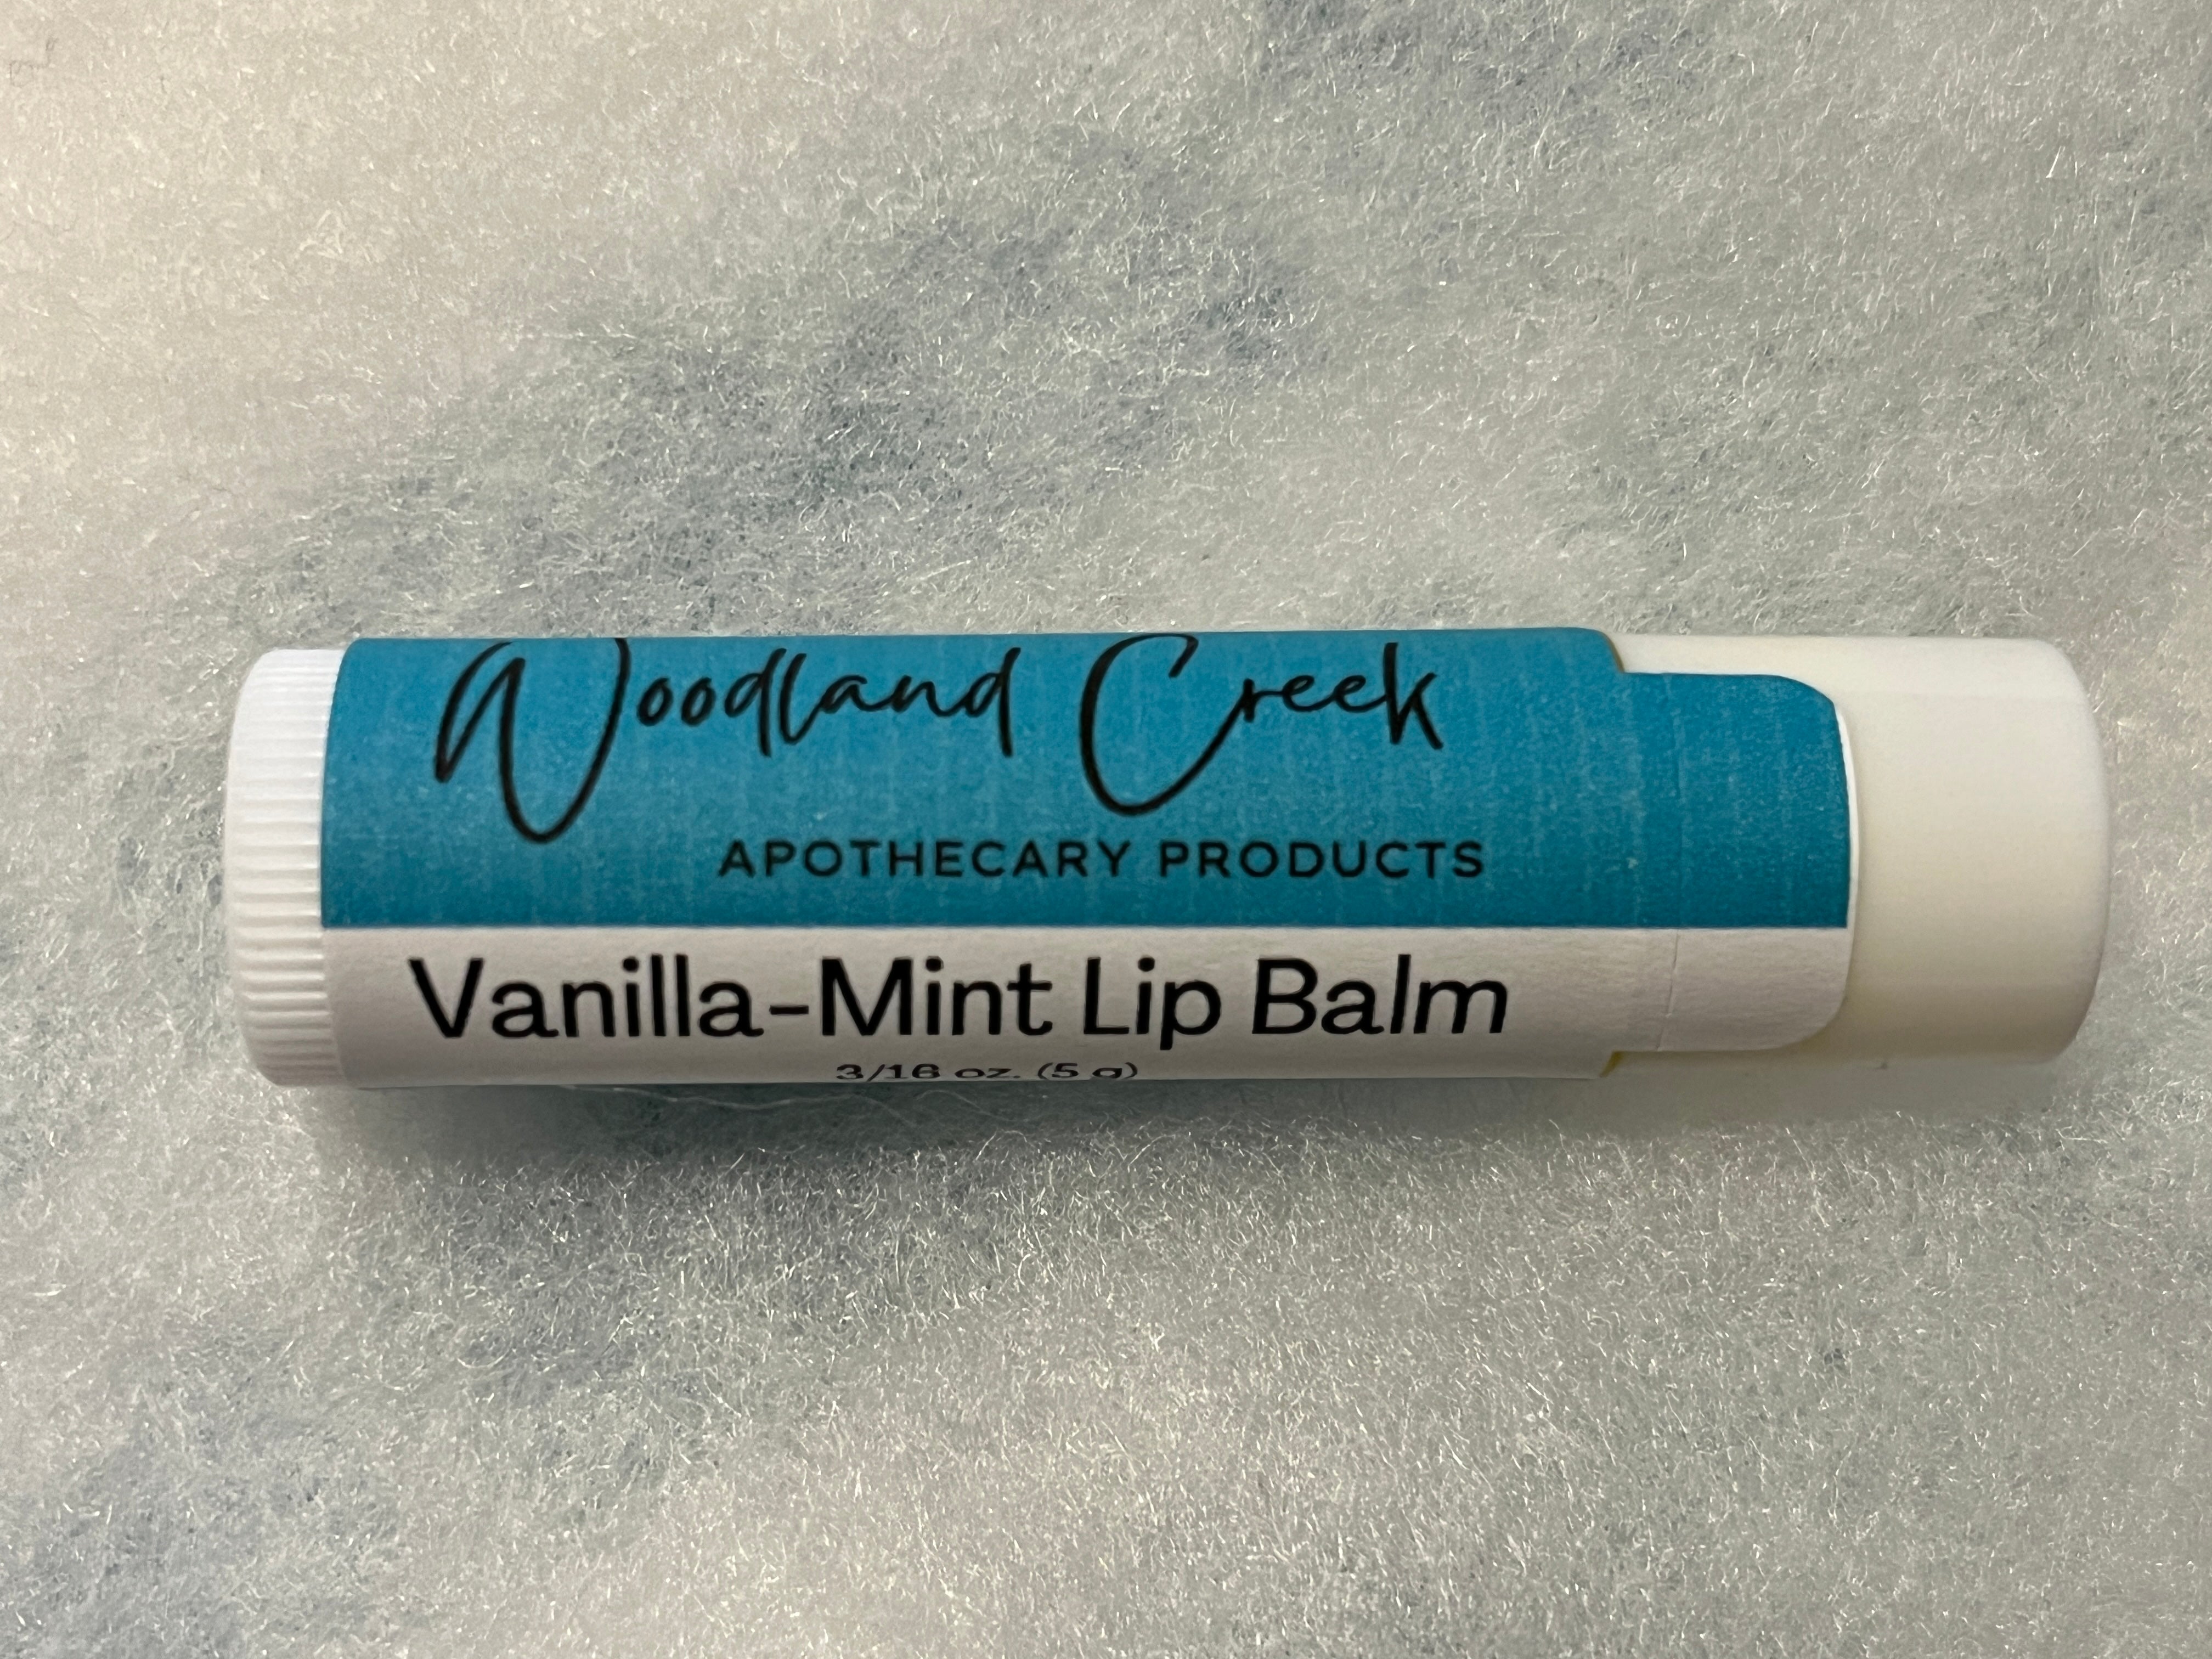 Woodland Creek
APOTHECARY PRODUCTS
Vanilla-Mint Lip Balm
3/16 oz. (5 g)